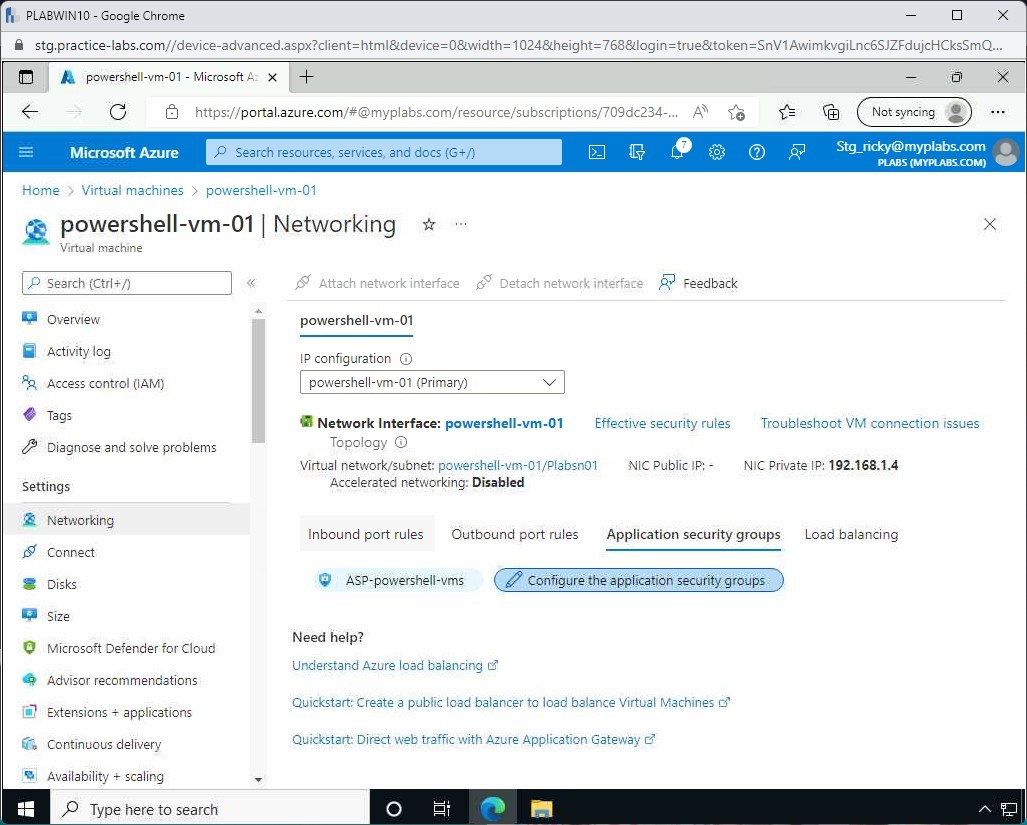 PLABWIN10 - Google Chrome
stg.practice-labs.com//device-advanced.aspx?client=html&device=0&width=1024&height=768&login=true&token=SnV1AwimkvgiLnc6SJZFdujcHCksSmQ...
powershell-vm-01 - Microsoft Az
https://portal.azure.com/#@myplabs.com/resource/subscriptions/709dc234-...
Not syncing
Microsoft Azure
Search resources, services, and docs (G+/)
7
Stg_ricky@myplabs.com
PLABS (MYPLABS.COM)
Home > Virtual machines > powershell-vm-01
powershell-vm-01 | Networking
Virtual machine
Search (Ctrl+/)
Attach network interface
Detach network interface
Feedback
Overview
Activity log
Access control (IAM)
Tags
Diagnose and solve problems
Settings
Networking
Connect
Disks
Size
Microsoft Defender for Cloud
Advisor recommendations
Extensions + applications
Continuous delivery
Availability + scaling
powershell-vm-01
IP configuration
powershell-vm-01 (Primary)
Network Interface: powershell-vm-01
Effective security rules
Troubleshoot VM connection issues
Topology
Virtual network/subnet: powershell-vm-01/Plabsn01
NIC Public IP: -
NIC Private IP: 192.168.1.4
Accelerated networking: Disabled
Inbound port rules
Outbound port rules
Application security groups
Load balancing
ASP-powershell-vms
Configure the application security groups
Need help?
Understand Azure load balancing
Quickstart: Create a public load balancer to load balance Virtual Machines
Quickstart: Direct web traffic with Azure Application Gateway
Type here to search